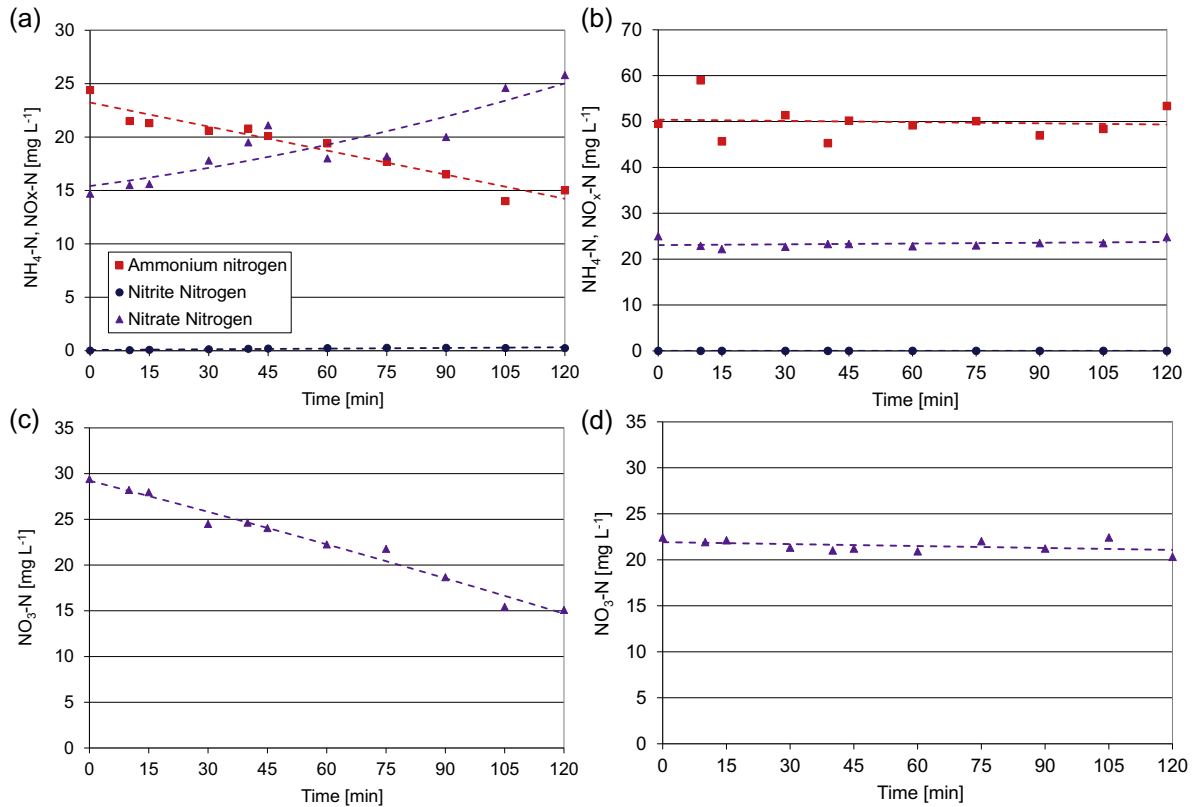 (a)
NH₄-N, NOx-N [mg L⁻¹]
30
25
20
15
10
5
0
Ammonium nitrogen
Nitrite Nitrogen
Nitrate Nitrogen
0 15 30 45 60 75 90 105 120
Time [min]
(b)
NH₄-N, NOₓ-N [mg L⁻¹]
70
60
50
40
30
20
10
0
0 15 30 45 60 75 90 105 120
Time [min]
(c)
NO₃-N [mg L⁻¹]
35
30
25
20
15
10
5
0
0 15 30 45 60 75 90 105 120
Time [min]
(d)
NO₃-N [mg L⁻¹]
35
30
25
20
15
10
5
0
0 15 30 45 60 75 90 105 120
Time [min]